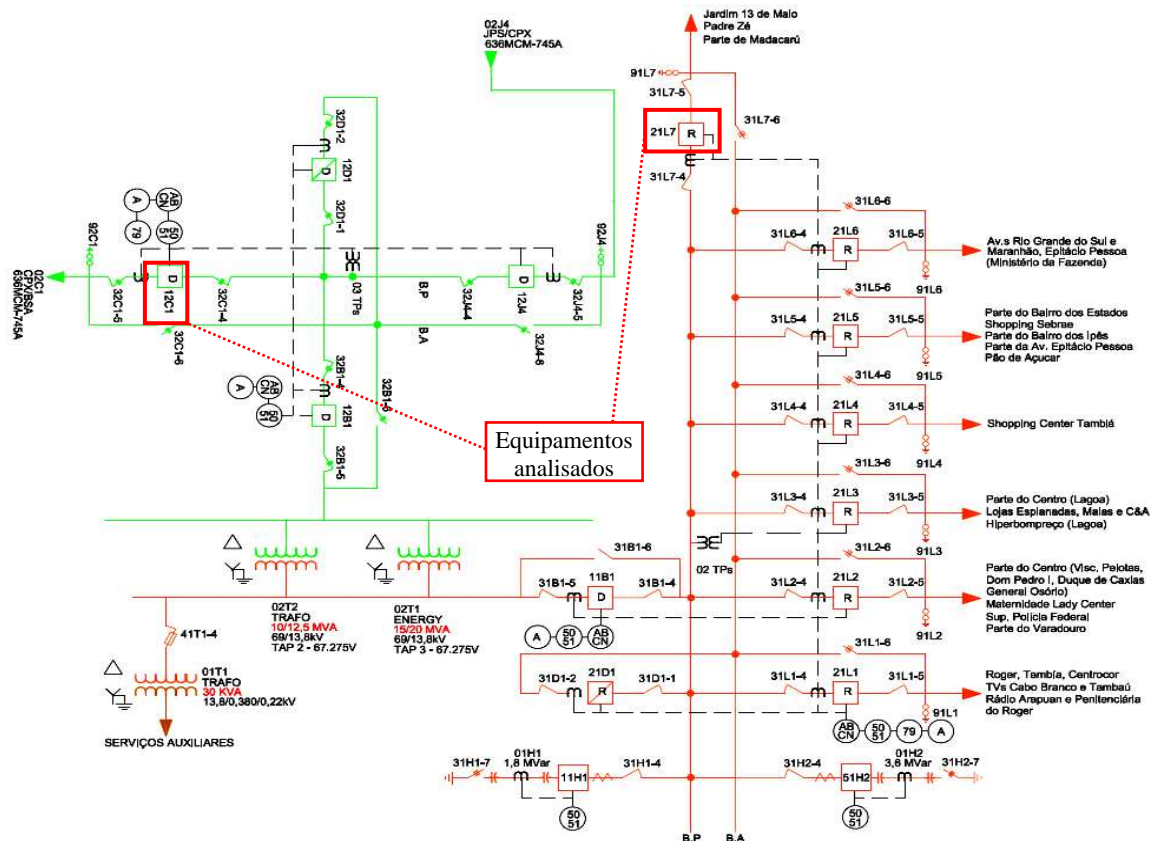 02J4
JPS/CPX
636MCM-745A
Jardim 13 de Maio
Padre Zé
Parte de Madacarú
91L7
31L7-5
21L7
R
31L7-6
31L7-4
32D1-2
12D1
D
32D1-1
A
AB
CN
79
50
51
92C1
02C1
CPX/BSA
636MCM-745A
32C1-5
D
12C1
32C1-4
32C1-6
03 TPs
B.P
B.A
32J4-4
D
12J4
32J4-5
92J4
32J4-6
32B1-4
A
AB
CN
50
51
D
12B1
32B1-6
32B1-5
Equipamentos
analisados
31L6-6
31L6-4
21L6
R
31L6-5
91L6
Av.s Rio Grande do Sul e
Maranhão, Epitácio Pessoa
(Ministério da Fazenda)
31L5-6
31L5-4
21L5
R
31L5-5
91L5
Parte do Bairro dos Estados
Shopping Sebrae
Parte do Bairro dos Ipês
Parte da Av. Epitácio Pessoa
Pão de Açucar
31L4-6
31L4-4
21L4
R
31L4-5
91L4
Shopping Center Tambiá
31L3-6
31L3-4
21L3
R
31L3-5
91L3
Parte do Centro (Lagoa)
Lojas Esplanadas, Maias e C&A
Hiperbompreço (Lagoa)
02 TPs
31L2-6
31L2-4
21L2
R
31L2-5
91L2
Parte do Centro (Visc, Pelotas,
Dom Pedro I, Duque de Caxias
General Osório)
Maternidade Lady Center
Sup. Polícia Federal
Parte do Varadouro
31B1-6
31B1-5
11B1
D
31B1-4
A
50
51
AB
CN
02T2
TRAFO
10/12,5 MVA
69/13,8kV
TAP 2 - 67.275V
02T1
ENERGY
15/20 MVA
69/13,8kV
TAP 3 - 67.275V
41T1-4
01T1
TRAFO
30 KVA
13,8/0,380/0,22kV
SERVIÇOS AUXILIARES
31D1-2
21D1
R
31D1-1
31L1-6
31L1-4
21L1
R
31L1-5
91L1
AB
CN
50
51
79
A
Roger, Tambía, Centrocor
TVs Cabo Branco e Tambaú
Rádio Arapuan e Penitenciária
do Roger
31H1-7
01H1
1,8 MVar
11H1
31H1-4
50
51
31H2-4
51H2
01H2
3,6 MVar
31H2-7
50
51
B.P
B.A